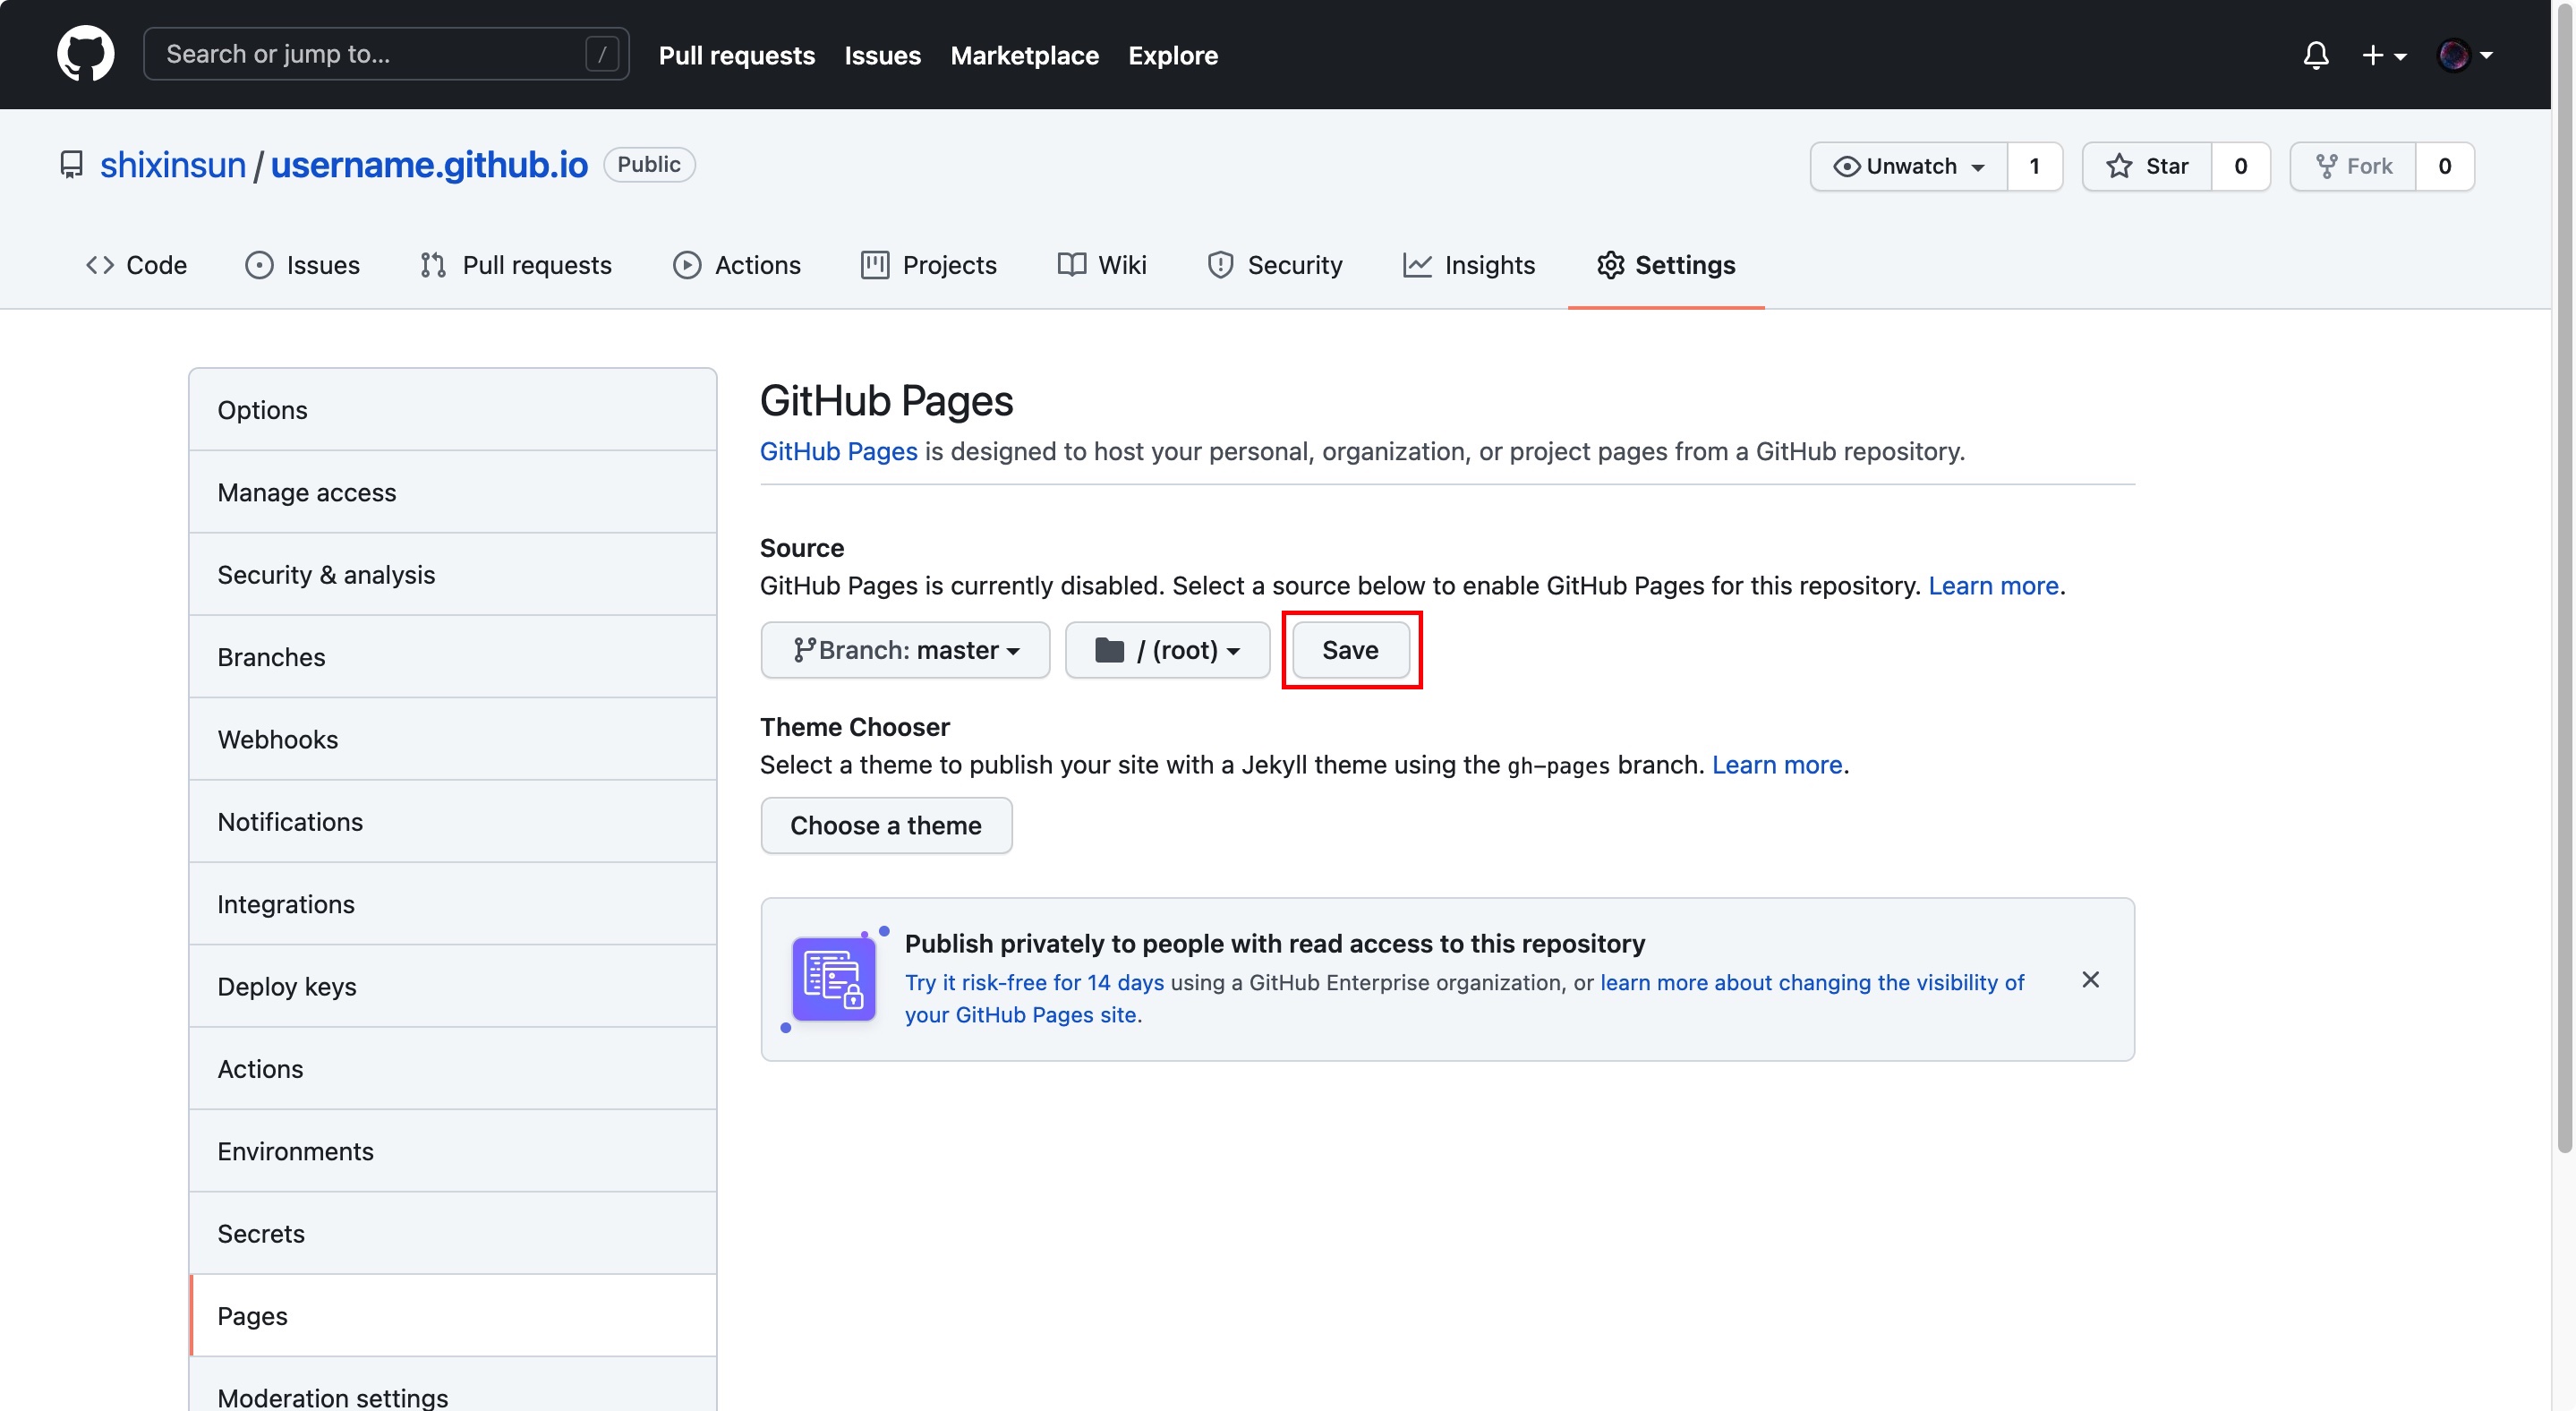 Search or jump to... / Pull requests Issues Marketplace Explore
shixinsun / username.github.io Public Unwatch 1 Star 0 Fork 0
Code Issues Pull requests Actions Projects Wiki Security Insights Settings
Options
Manage access
Security & analysis
Branches
Webhooks
Notifications
Integrations
Deploy keys
Actions
Environments
Secrets
Pages
Moderation settings
GitHub Pages
GitHub Pages is designed to host your personal, organization, or project pages from a GitHub repository.
Source
GitHub Pages is currently disabled. Select a source below to enable GitHub Pages for this repository. Learn more.
Branch: master / (root) Save
Theme Chooser
Select a theme to publish your site with a Jekyll theme using the gh-pages branch. Learn more.
Choose a theme
Publish privately to people with read access to this repository
Try it risk-free for 14 days using a GitHub Enterprise organization, or learn more about changing the visibility of
your GitHub Pages site.